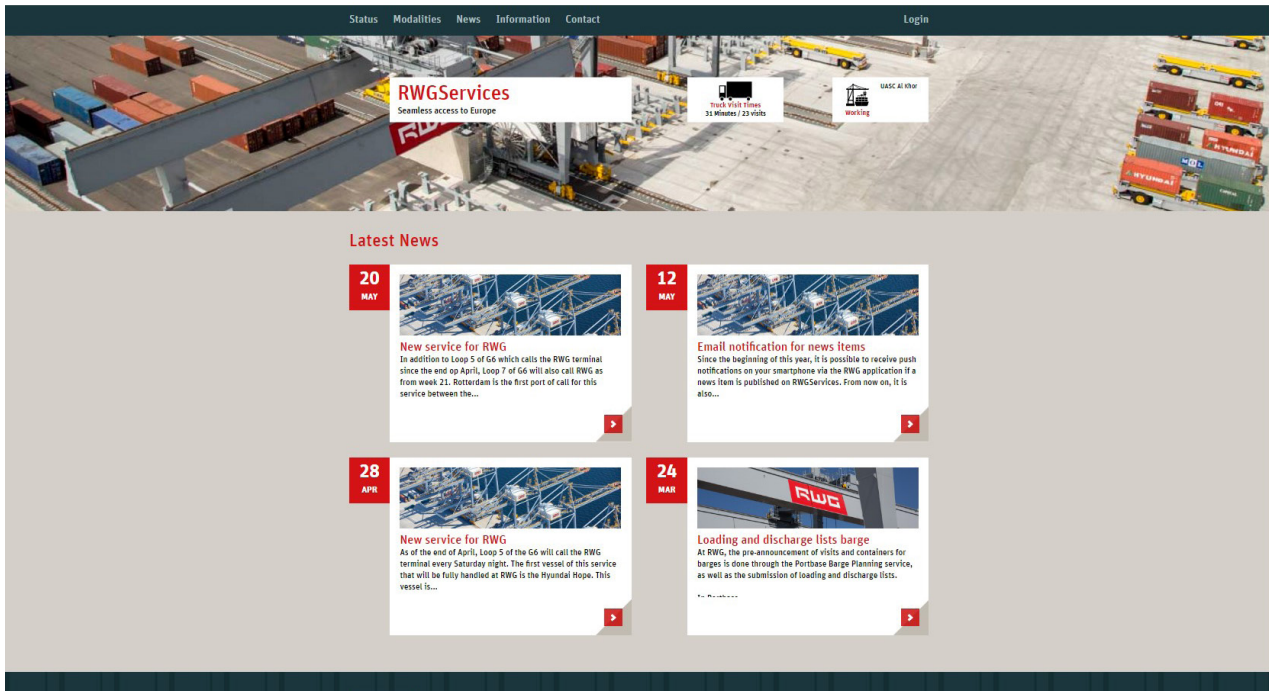 Status Modalities News Information Contact Login
RWGServices
Seamless access to Europe
Truck Visit Times
31 Minutes / 23 visits
UASC Al Khor
Working
Latest News
20
MAY
New service for RWG
In addition to Loop 5 of G6 which calls the RWG terminal
since the end op April, Loop 7 of G6 will also call RWG as
from week 21. Rotterdam is the first port of call for this
service between the...
12
MAY
Email notification for news items
Since the beginning of this year, it is possible to receive push
notifications on your smartphone via the RWG application if a
news item is published on RWGServices. From now on, it is
also...
28
APR
New service for RWG
As of the end of April, Loop 5 of the G6 will call the RWG
terminal every Saturday night. The first vessel of this service
that will be fully handled at RWG is the Hyundai Hope. This
vessel is...
24
MAR
RWG
Loading and discharge lists barge
At RWG, the pre-announcement of visits and containers for
barges is done through the Portbase Barge Planning service,
as well as the submission of loading and discharge lists.
In Portbase